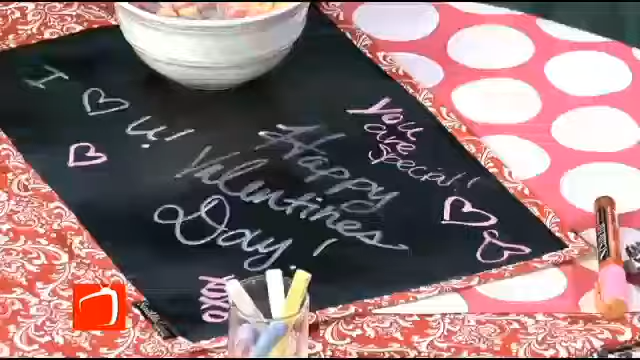 I ♡ U!
Happy
Valentines
Day!
You
are
special!!
XOXO